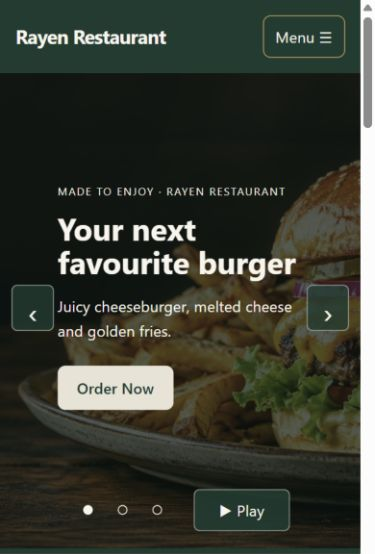 Rayen Restaurant
Menu ☰
MADE TO ENJOY · RAYEN RESTAURANT
Your next
favourite burger
‹
Juicy cheeseburger, melted cheese
and golden fries.
›
Order Now
▶ Play